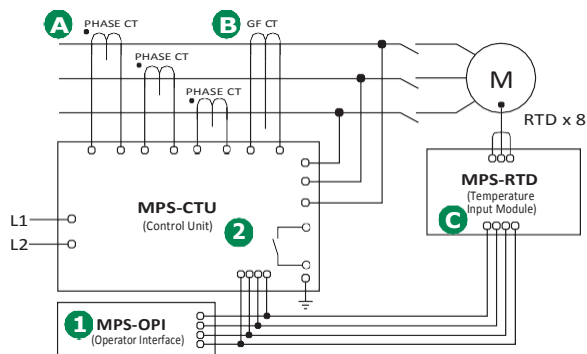 A
PHASE CT
B
GF CT
PHASE CT
PHASE CT
M
RTD x 8
MPS-RTD
(Temperature
Input Module)
C
MPS-CTU
(Control Unit)
2
L1
L2
1
MPS-OPI
(Operator Interface)